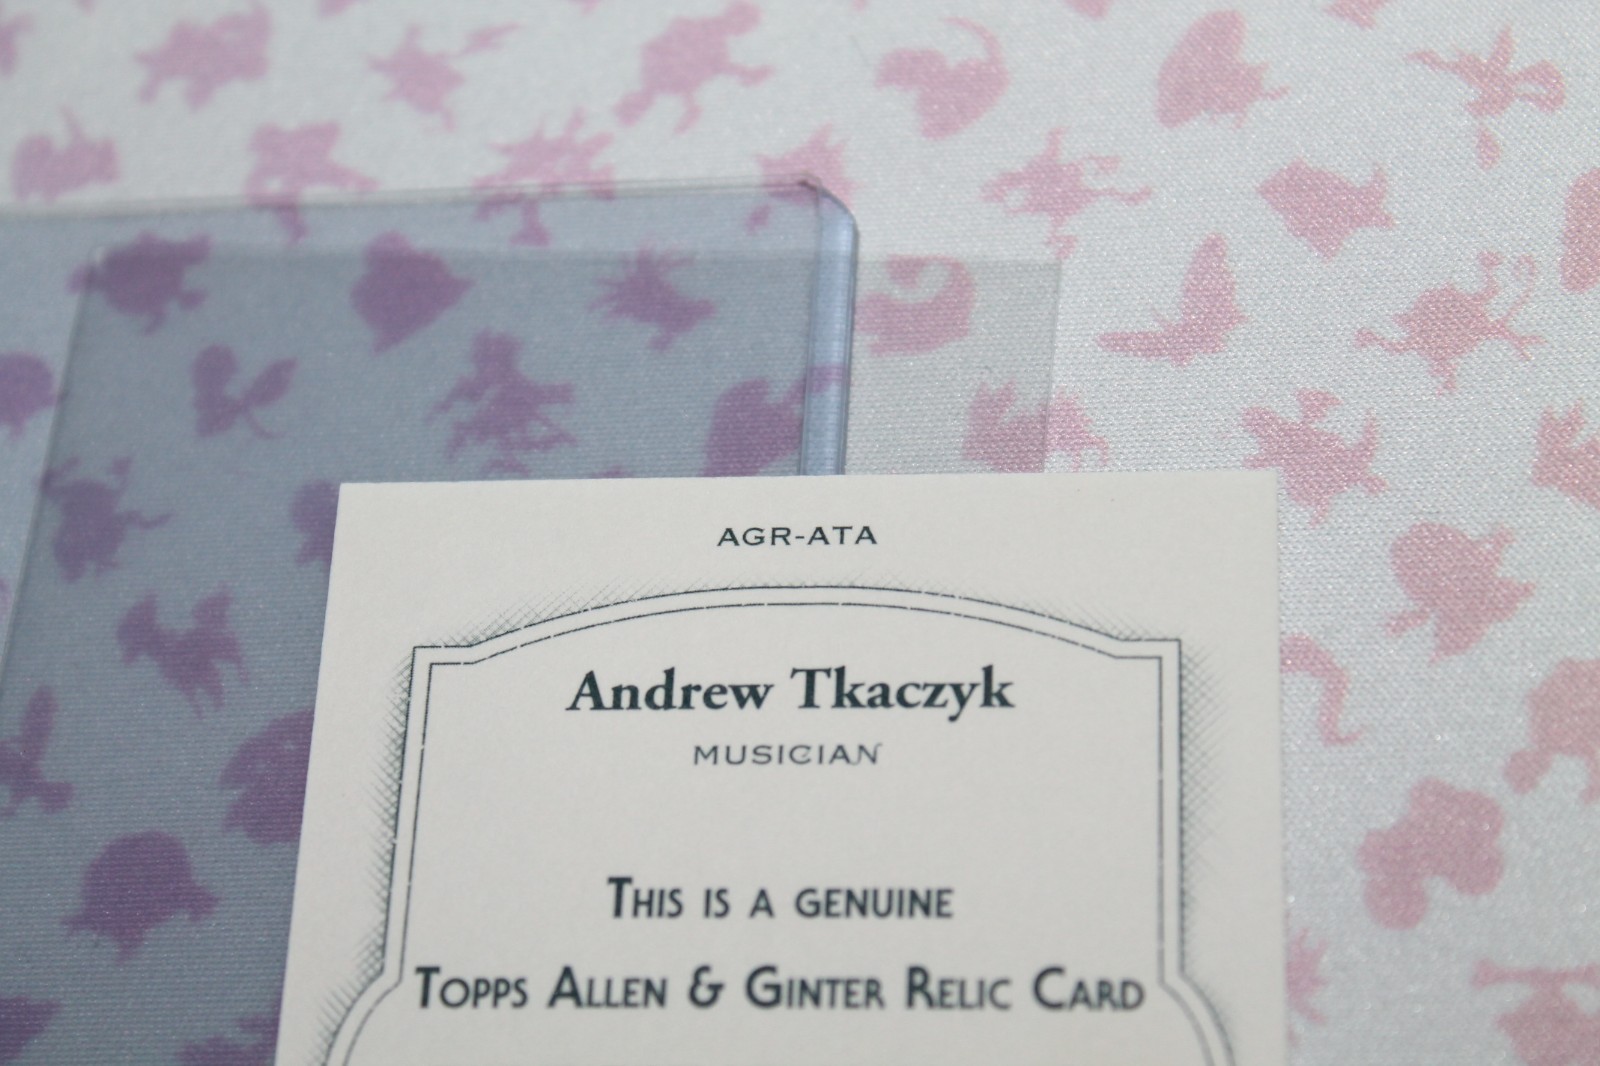 AGR-ATA
Andrew Tkaczyk
MUSICIAN
THIS IS A GENUINE
TOPPS ALLEN & GINTER RELIC CARD